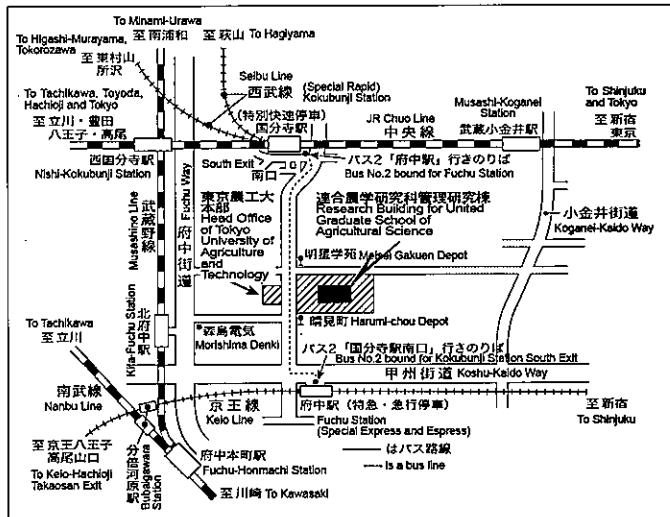 To Minami-Urawa
至南浦和
至萩山 To Hagiyama
To Higashi-Murayama,
Tokorozawa
至東村山
所沢
Seibu Line
西武線
(Special Rapid)
Kokubunji Station
(特別快速停車)
国分寺駅
To Tachikawa, Toyoda,
Hachioji and Tokyo
至立川・豊田
八王子・高尾
JR Chuo Line
中央線
Musashi-Koganei
Station
武蔵小金井駅
To Shinjuku
and Tokyo
至新宿
東京
西国分寺駅
Nishi-Kokubunji Station
South Exit
南口
バス2「府中駅」行きのりば
Bus No.2 bound for Fuchu Station
Musashino Line
武蔵野線
Fuchu Way
府中街道
東京農工大
本部
Head Office
of Tokyo
University of
Agriculture
and
Technology
連合農学研究科管理研究棟
Research Building for United
Graduate School of
Agricultural Science
小金井街道
Koganei-Kaido Way
明星学苑 Meisei Gakuen Depot
Kita-Fuchu Station
北府中駅
森島電気
Morishima Denki
晴見町 Harumi-chou Depot
バス2「国分寺駅南口」行きのりば
Bus No.2 bound for Kokubunji Station South Exit
甲州街道 Koshu-Kaido Way
To Tachikawa
至立川
南武線
Nanbu Line
京王線
Keio Line
府中駅(特急・急行停車)
Fuchu Station
(Special Express and Espress)
至新宿
To Shinjuku
至京王八王子
高尾山口
To Keio-Hachioji
Takaosan Exit
分倍河原駅
Bubaigawara
Station
府中本町駅
Fuchu-Honmachi Station
至川崎 To Kawasaki
はバス路線
Is a bus line